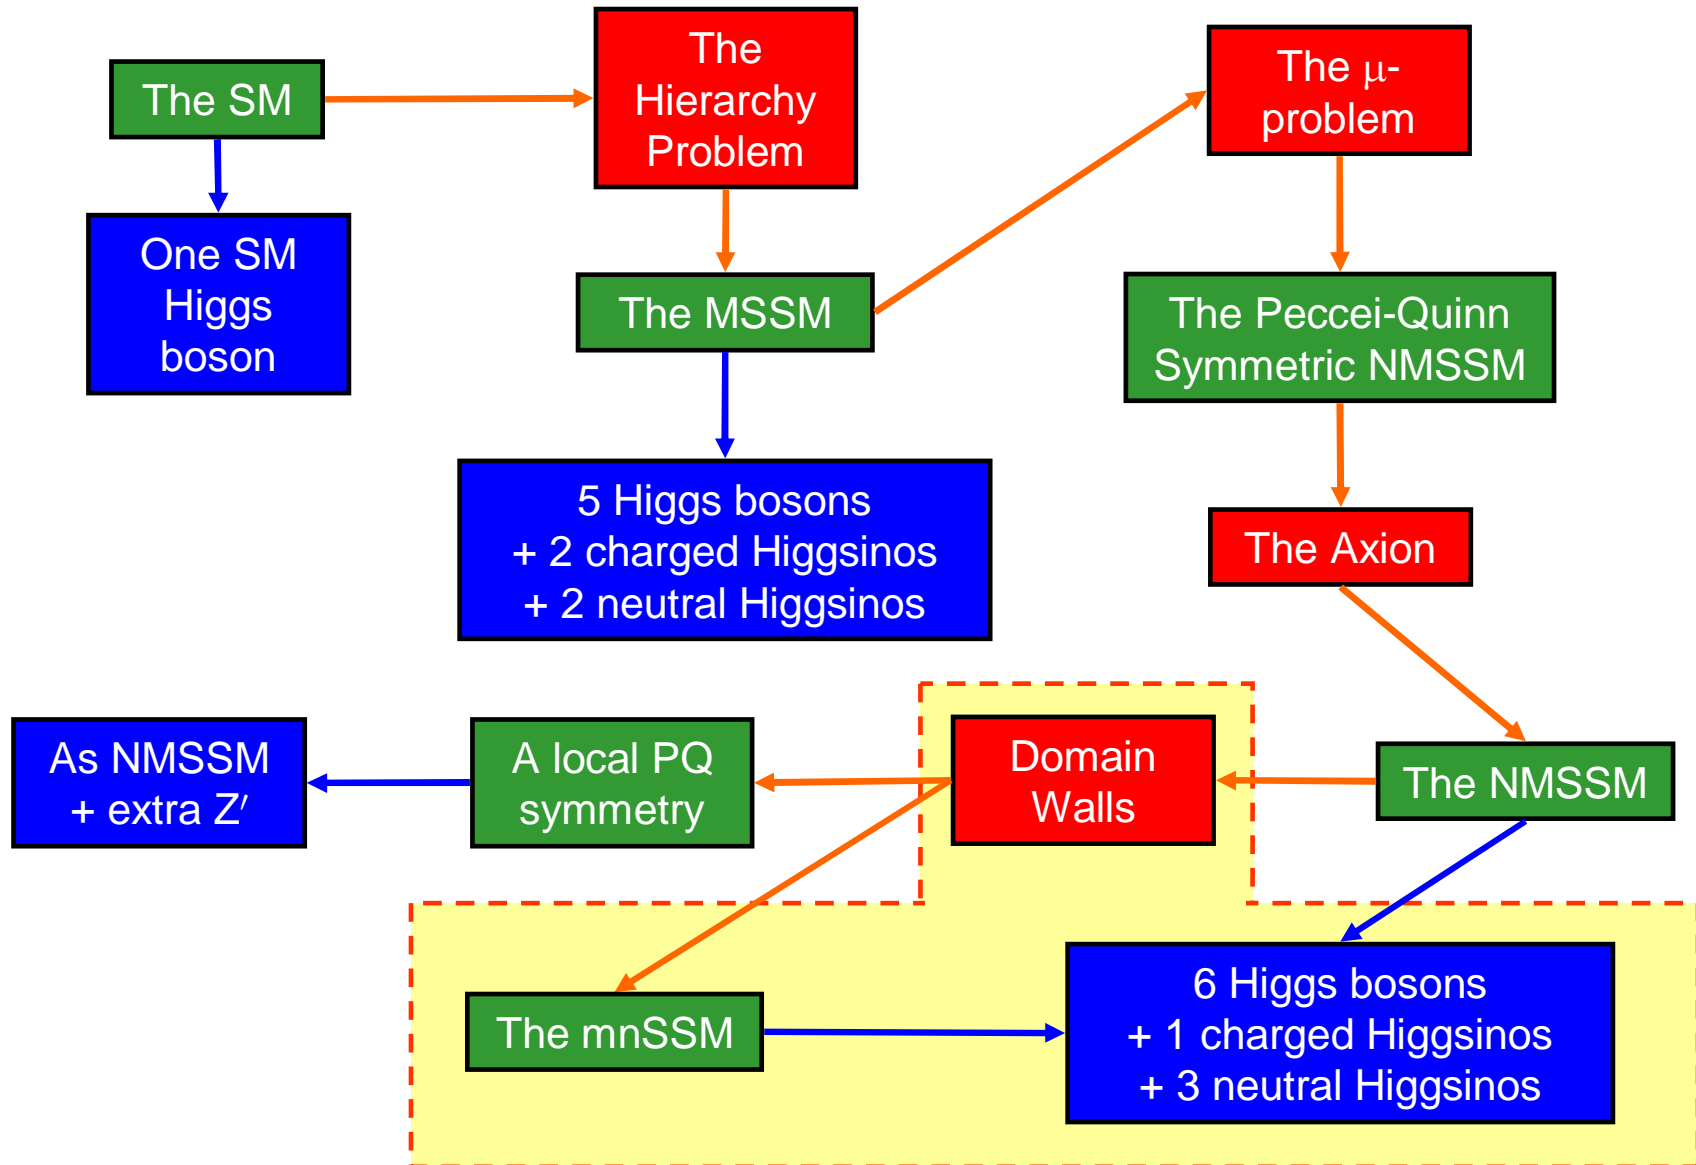 The SM
The
Hierarchy
Problem
The μ-
problem
One SM
Higgs
boson
The MSSM
The Peccei-Quinn
Symmetric NMSSM
5 Higgs bosons
+ 2 charged Higgsinos
+ 2 neutral Higgsinos
The Axion
As NMSSM
+ extra Z′
A local PQ
symmetry
Domain
Walls
The NMSSM
The mnSSM
6 Higgs bosons
+ 1 charged Higgsinos
+ 3 neutral Higgsinos